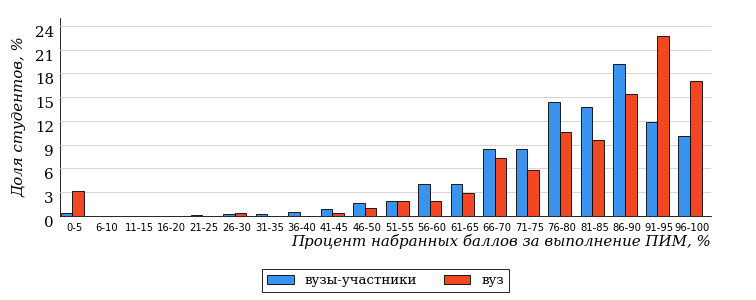 Доля студентов, %
24
21
18
15
12
9
6
3
0
0-5 6-10 11-15 16-20 21-25 26-30 31-35 36-40 41-45 46-50 51-55 56-60 61-65 66-70 71-75 76-80 81-85 86-90 91-95 96-100
Процент набранных баллов за выполнение ПИМ, %
вузы-участники вуз